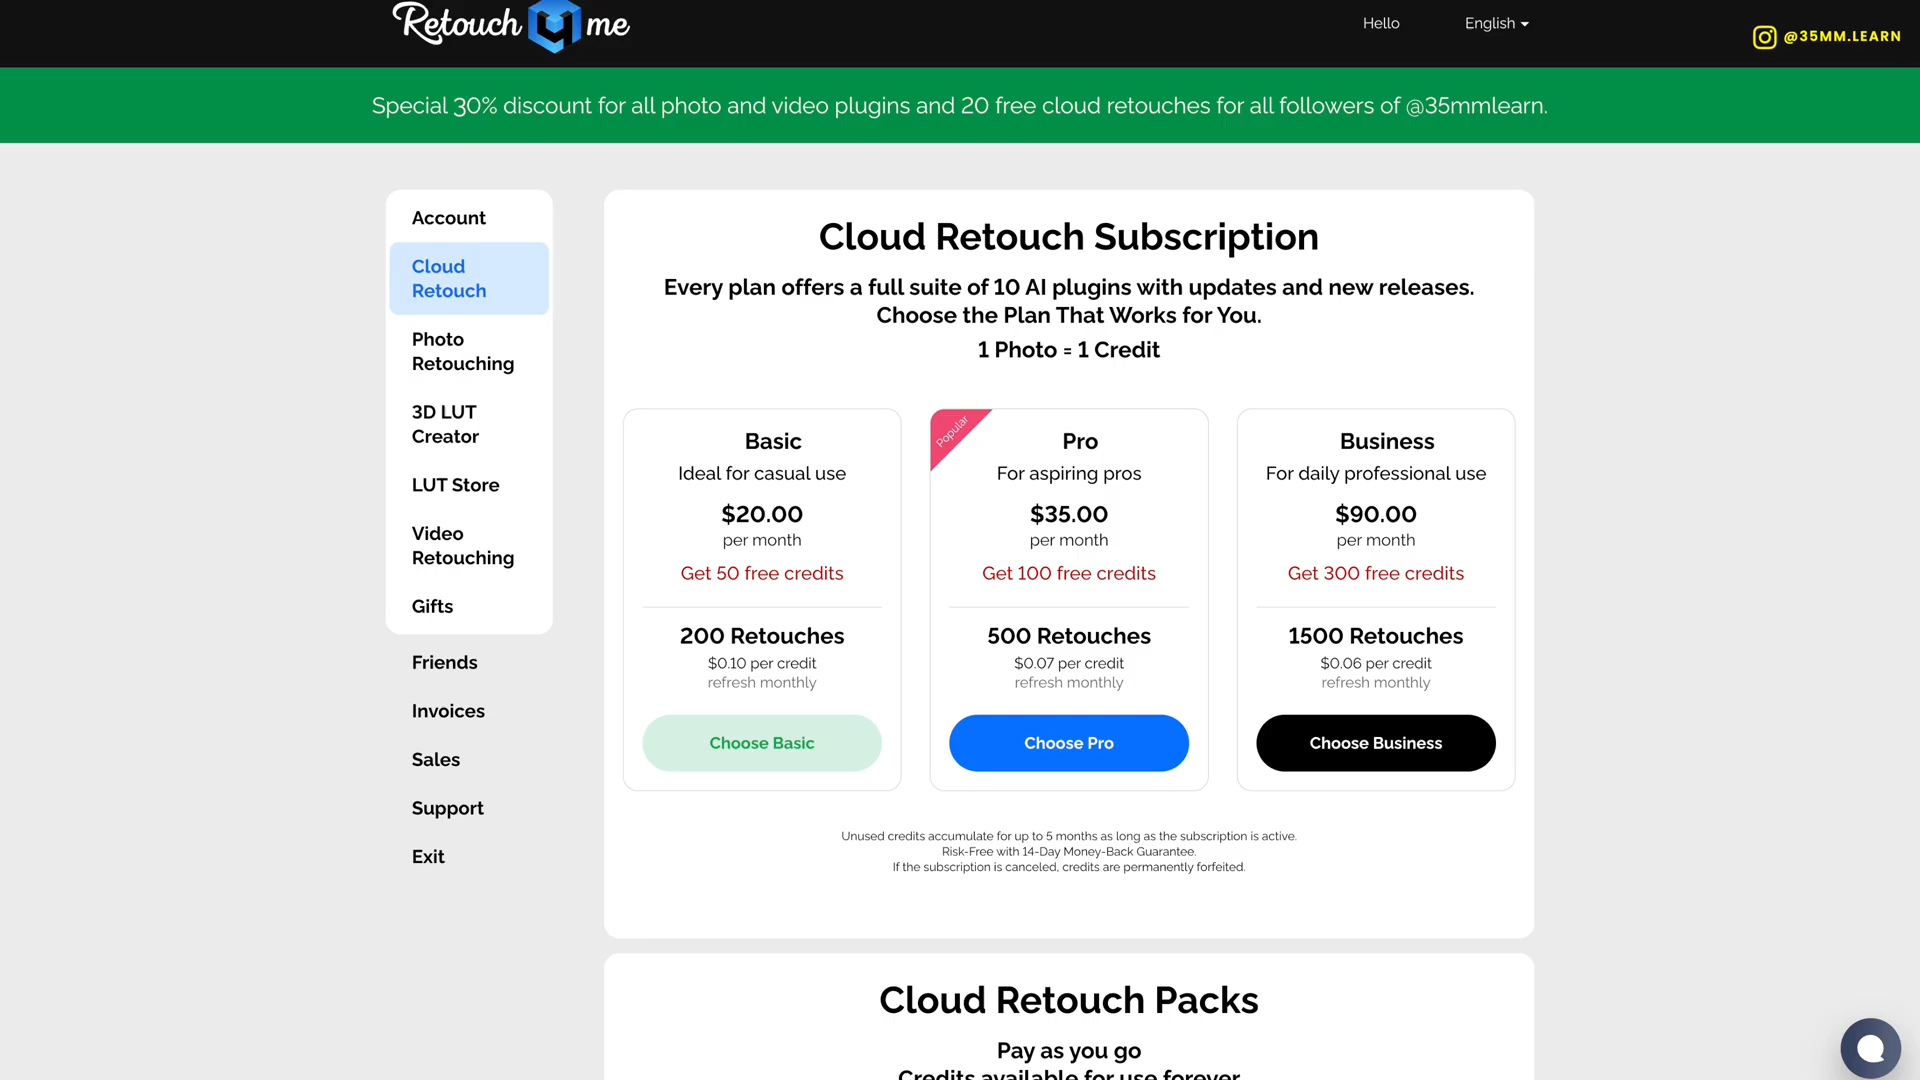 Retouch me
Hello
English
@35MM.LEARN
Special 30% discount for all photo and video plugins and 20 free cloud retouches for all followers of @35mmlearn.
Account
Cloud
Retouch
Photo
Retouching
3D LUT
Creator
LUT Store
Video
Retouching
Gifts
Friends
Invoices
Sales
Support
Exit
Cloud Retouch Subscription
Every plan offers a full suite of 10 AI plugins with updates and new releases.
Choose the Plan That Works for You.
1 Photo = 1 Credit
Basic
Ideal for casual use
$20.00
per month
Get 50 free credits
200 Retouches
$0.10 per credit
refresh monthly
Choose Basic
Popular
Pro
For aspiring pros
$35.00
per month
Get 100 free credits
500 Retouches
$0.07 per credit
refresh monthly
Choose Pro
Business
For daily professional use
$90.00
per month
Get 300 free credits
1500 Retouches
$0.06 per credit
refresh monthly
Choose Business
Unused credits accumulate for up to 5 months as long as the subscription is active.
Risk-Free with 14-Day Money-Back Guarantee.
If the subscription is canceled, credits are permanently forfeited.
Cloud Retouch Packs
Pay as you go
Credits available for use forever